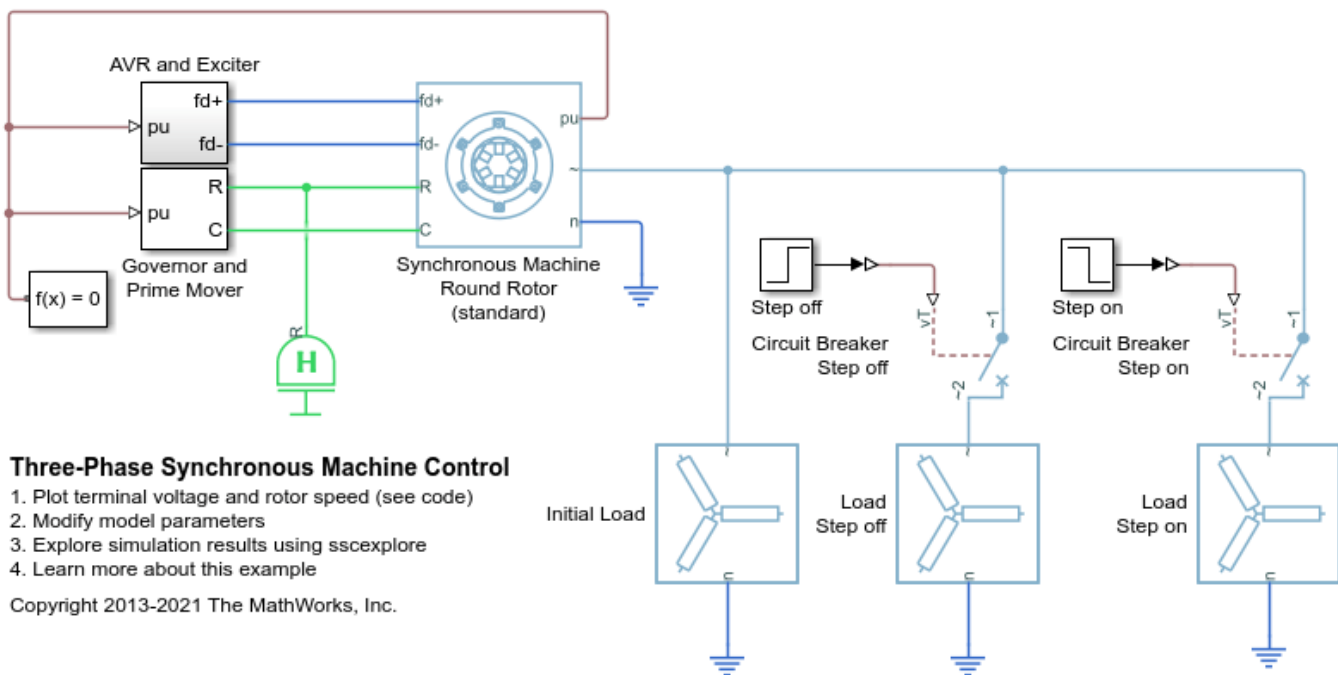 AVR and Exciter
fd+
pu
fd-
R
pu
C
Governor and
Prime Mover
f(x) = 0
fd+
fd-
R
C
pu
~
n
Synchronous Machine
Round Rotor
(standard)
R
H
Step off
vT
~1
Circuit Breaker
Step off
~2
Step on
vT
~1
Circuit Breaker
Step on
~2
Initial Load
~
n
Load
Step off
~
n
Load
Step on
~
n
Three-Phase Synchronous Machine Control
1. Plot terminal voltage and rotor speed (see code)
2. Modify model parameters
3. Explore simulation results using sscexplore
4. Learn more about this example
Copyright 2013-2021 The MathWorks, Inc.